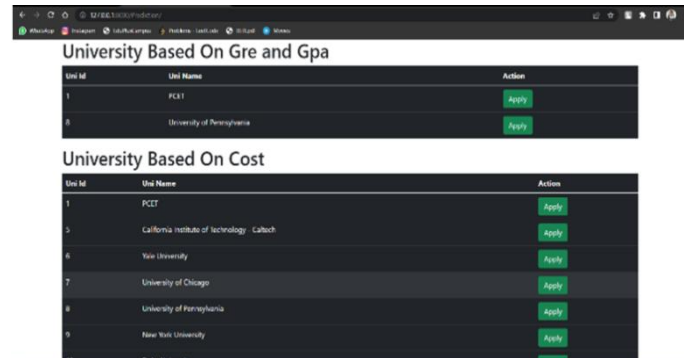 WhatsApp Instagram
University Based On Gre and Gpa
Uni Id Uni Name Action
1 PCET Apply
8 University of Pennsylvania Apply
University Based On Cost
Uni Id Uni Name Action
1 PCET Apply
5 California Institute of Technology - Caltech Apply
6 Yale University Apply
7 University of Chicago Apply
8 University of Pennsylvania Apply
9 New York University Apply